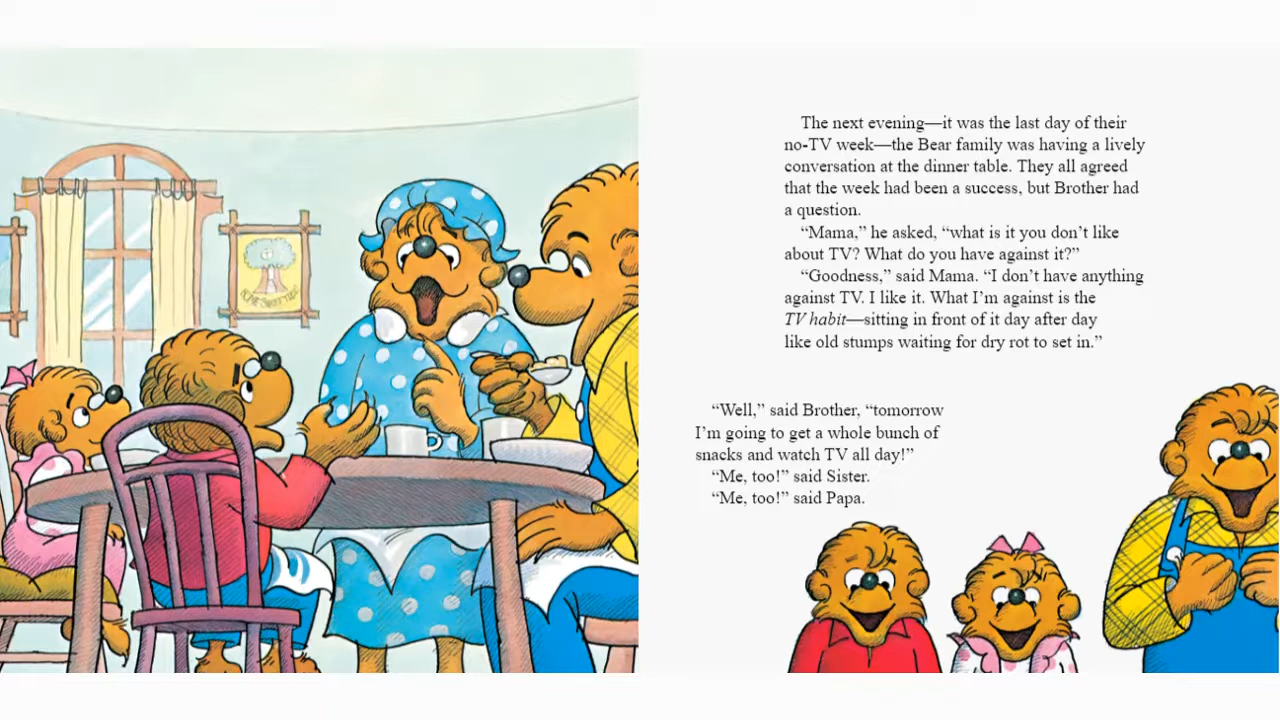 The next evening—it was the last day of their
no-TV week—the Bear family was having a lively
conversation at the dinner table. They all agreed
that the week had been a success, but Brother had
a question.
“Mama,” he asked, “what is it you don’t like
about TV? What do you have against it?”
“Goodness,” said Mama. “I don’t have anything
against TV. I like it. What I’m against is the
TV habit—sitting in front of it day after day
like old stumps waiting for dry rot to set in.”
“Well,” said Brother, “tomorrow
I’m going to get a whole bunch of
snacks and watch TV all day!”
“Me, too!” said Sister.
“Me, too!” said Papa.